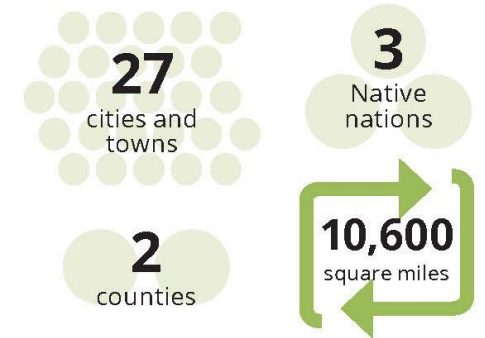 27
cities and
towns
3
Native
nations
2
counties
10,600
square miles